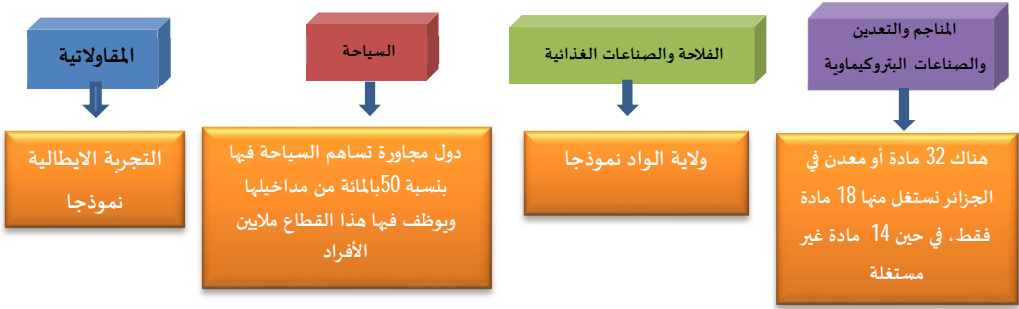 المناجم والتعدين
والصناعات البتروكيماوية
الفلاحة والصناعات الغذائية
السياحة
المقاولاتية
هناك 32 مادة أو معدن في
الجزائر نستغل منها 18 مادة
فقط، في حين 14 مادة غير
مستغلة
ولاية الواد نموذجا
دول مجاورة تساهم السياحة فيها
بنسبة 50بالمائة من مداخيلها
ويوظف فيها هذا القطاع ملايين
الأفراد
التجربة الايطالية
نموذجا